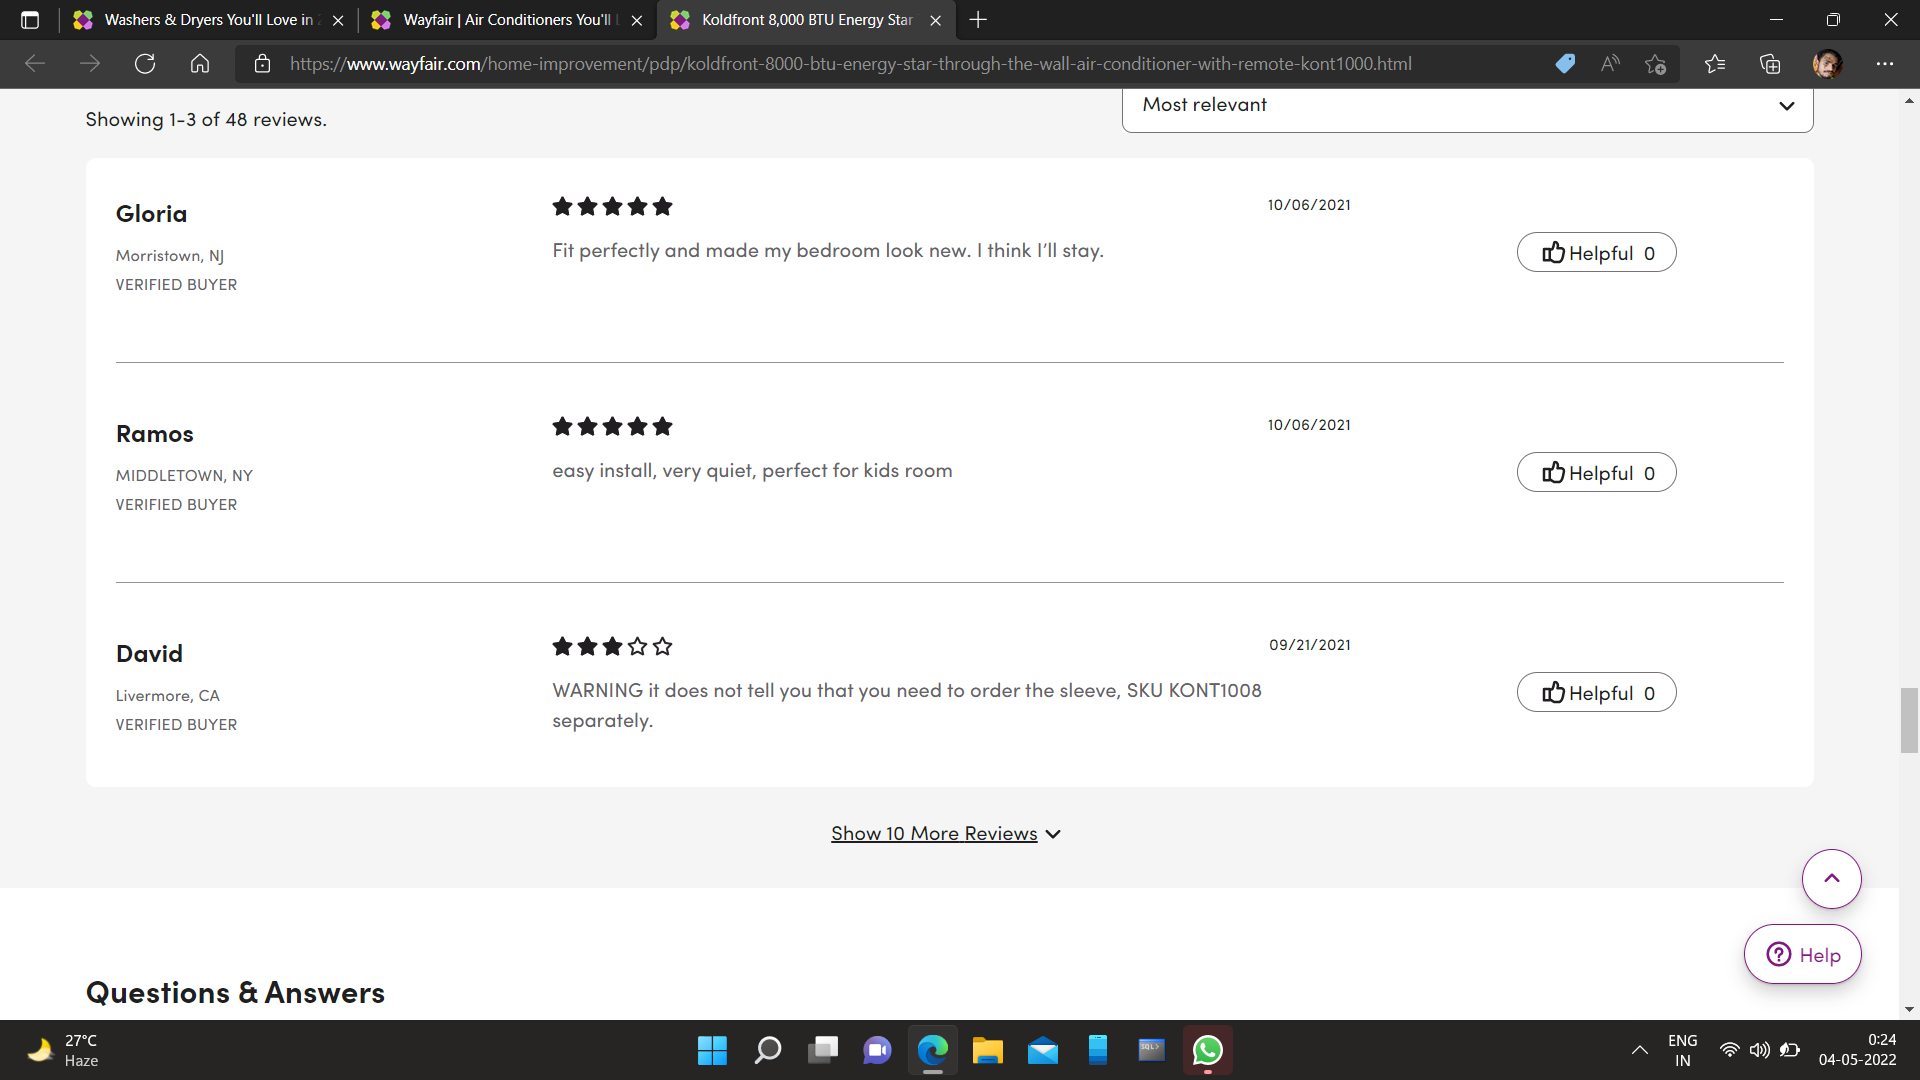 Washers & Dryers You'll Love in 2
Wayfair | Air Conditioners You'll L
Koldfront 8,000 BTU Energy Star
https://www.wayfair.com/home-improvement/pdp/koldfront-8000-btu-energy-star-through-the-wall-air-conditioner-with-remote-kont1000.html
Showing 1-3 of 48 reviews.
Most relevant
Gloria
10/06/2021
Fit perfectly and made my bedroom look new. I think I’ll stay.
Helpful 0
Morristown, NJ
VERIFIED BUYER
Ramos
10/06/2021
easy install, very quiet, perfect for kids room
Helpful 0
MIDDLETOWN, NY
VERIFIED BUYER
David
09/21/2021
WARNING it does not tell you that you need to order the sleeve, SKU KONT1008
separately.
Helpful 0
Livermore, CA
VERIFIED BUYER
Show 10 More Reviews
Help
Questions & Answers
27°C
Haze
SQL>
ENG
IN
0:24
04-05-2022